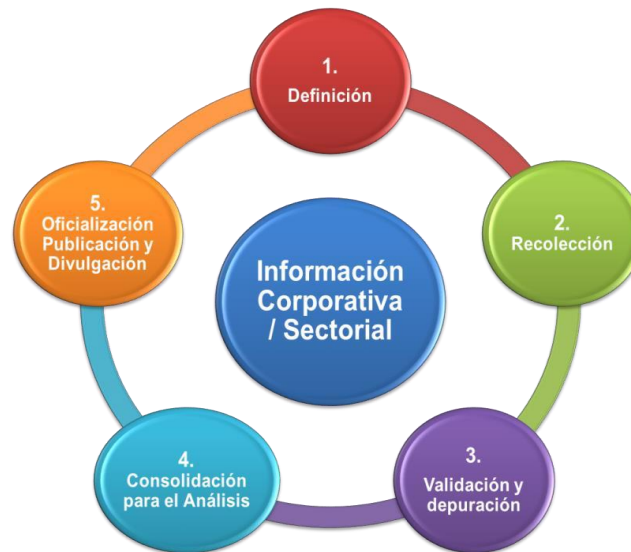 1.
Definición
2.
Recolección
3.
Validación y
depuración
4.
Consolidación
para el Análisis
5.
Oficialización
Publicación y
Divulgación
Información
Corporativa
/ Sectorial